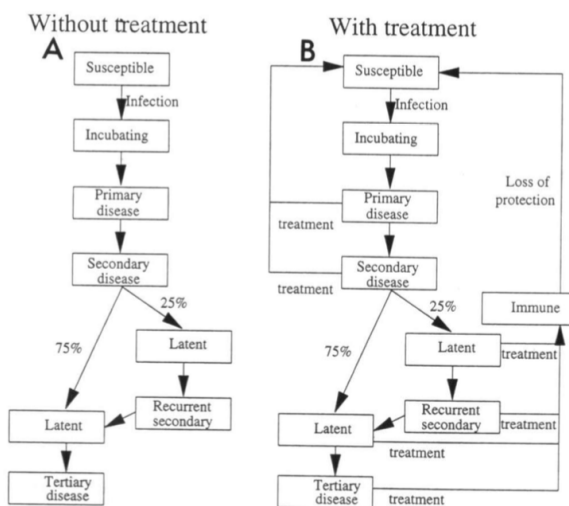 Without treatment
A
Susceptible
Infection
Incubating
Primary
disease
Secondary
disease
25%
75%
Latent
Recurrent
secondary
Latent
Tertiary
disease
With treatment
B
Susceptible
Infection
Incubating
Loss of
protection
Primary
disease
treatment
Secondary
disease
treatment
25%
Immune
75%
Latent
treatment
Recurrent
secondary
treatment
Latent
treatment
Tertiary
disease
treatment